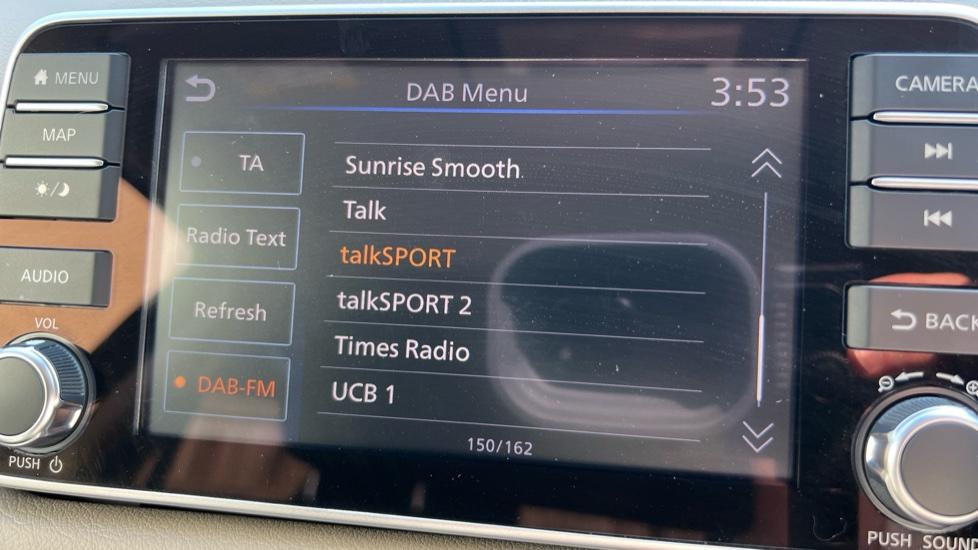 MENU
MAP
AUDIO
VOL
PUSH
DAB Menu
3:53
TA
Radio Text
Refresh
DAB-FM
Sunrise Smooth
Talk
talkSPORT
talkSPORT 2
Times Radio
UCB 1
150/162
CAMERA
BACK
PUSH SOUND